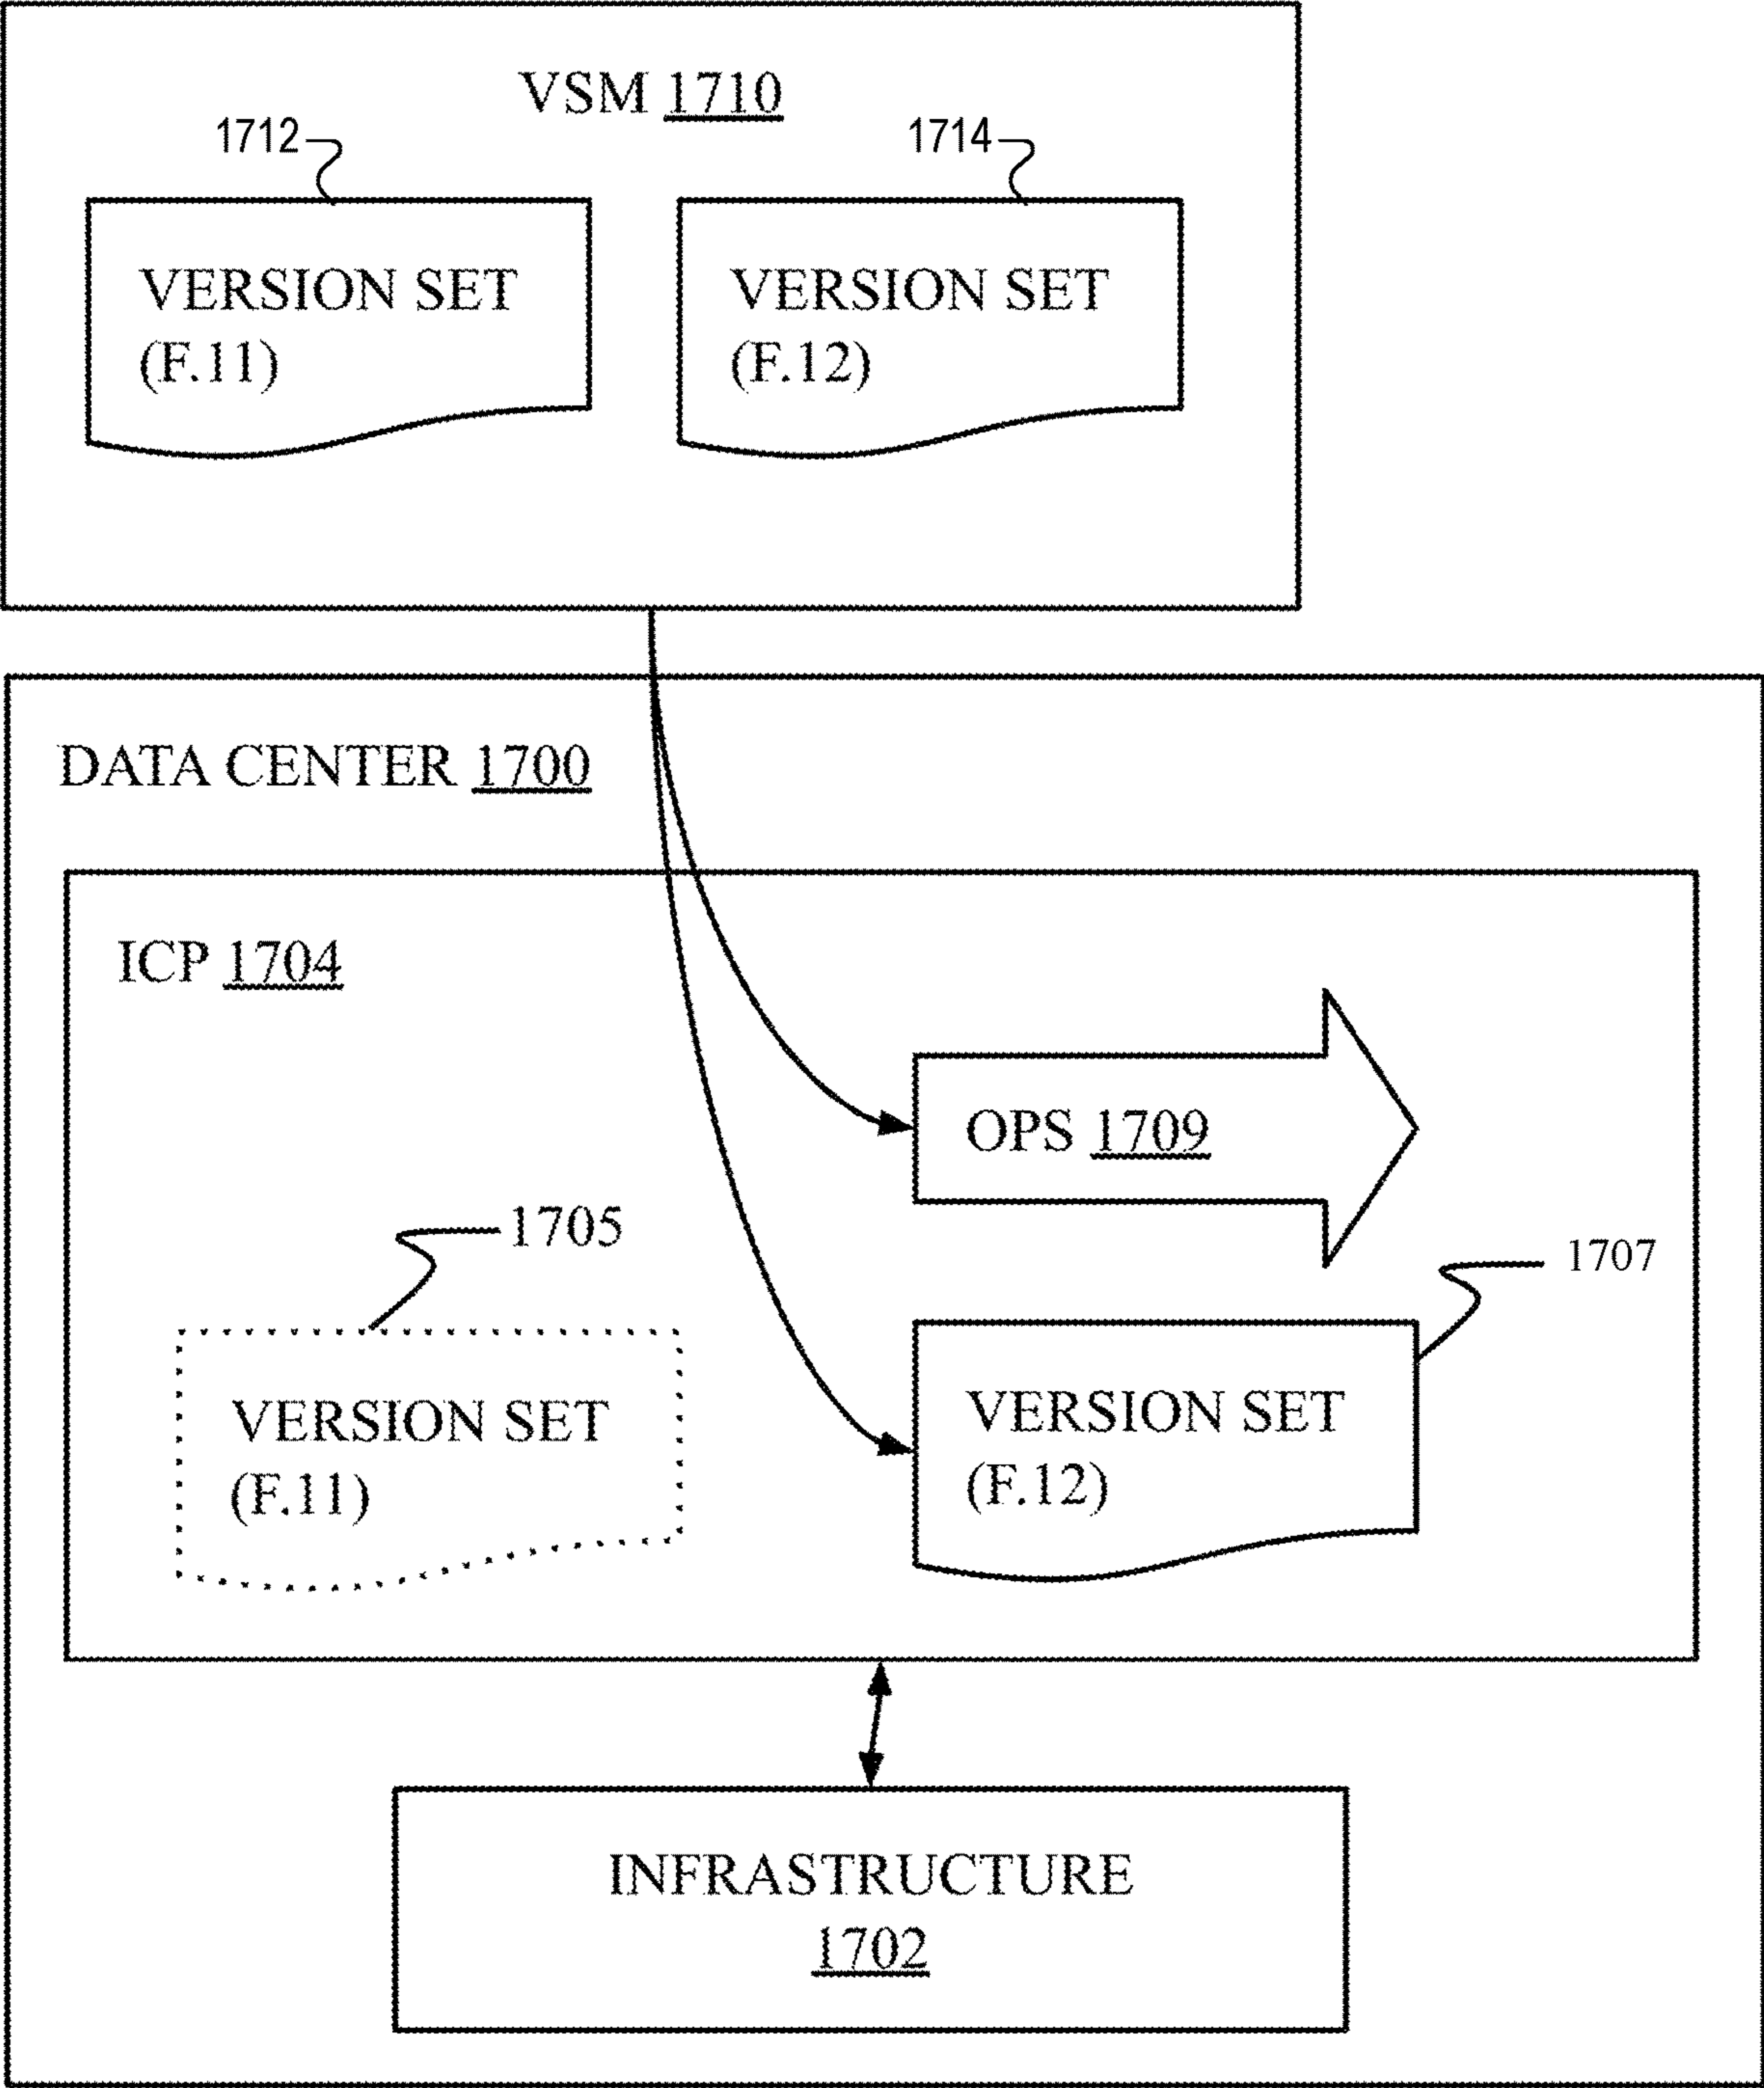 VSM 1710
1712
1714
VERSION SET
(F.11)
VERSION SET
(F.12)
DATA CENTER 1700
ICP 1704
OPS 1709
1705
1707
VERSION SET
(F.11)
VERSION SET
(F.12)
INFRASTRUCTURE
1702